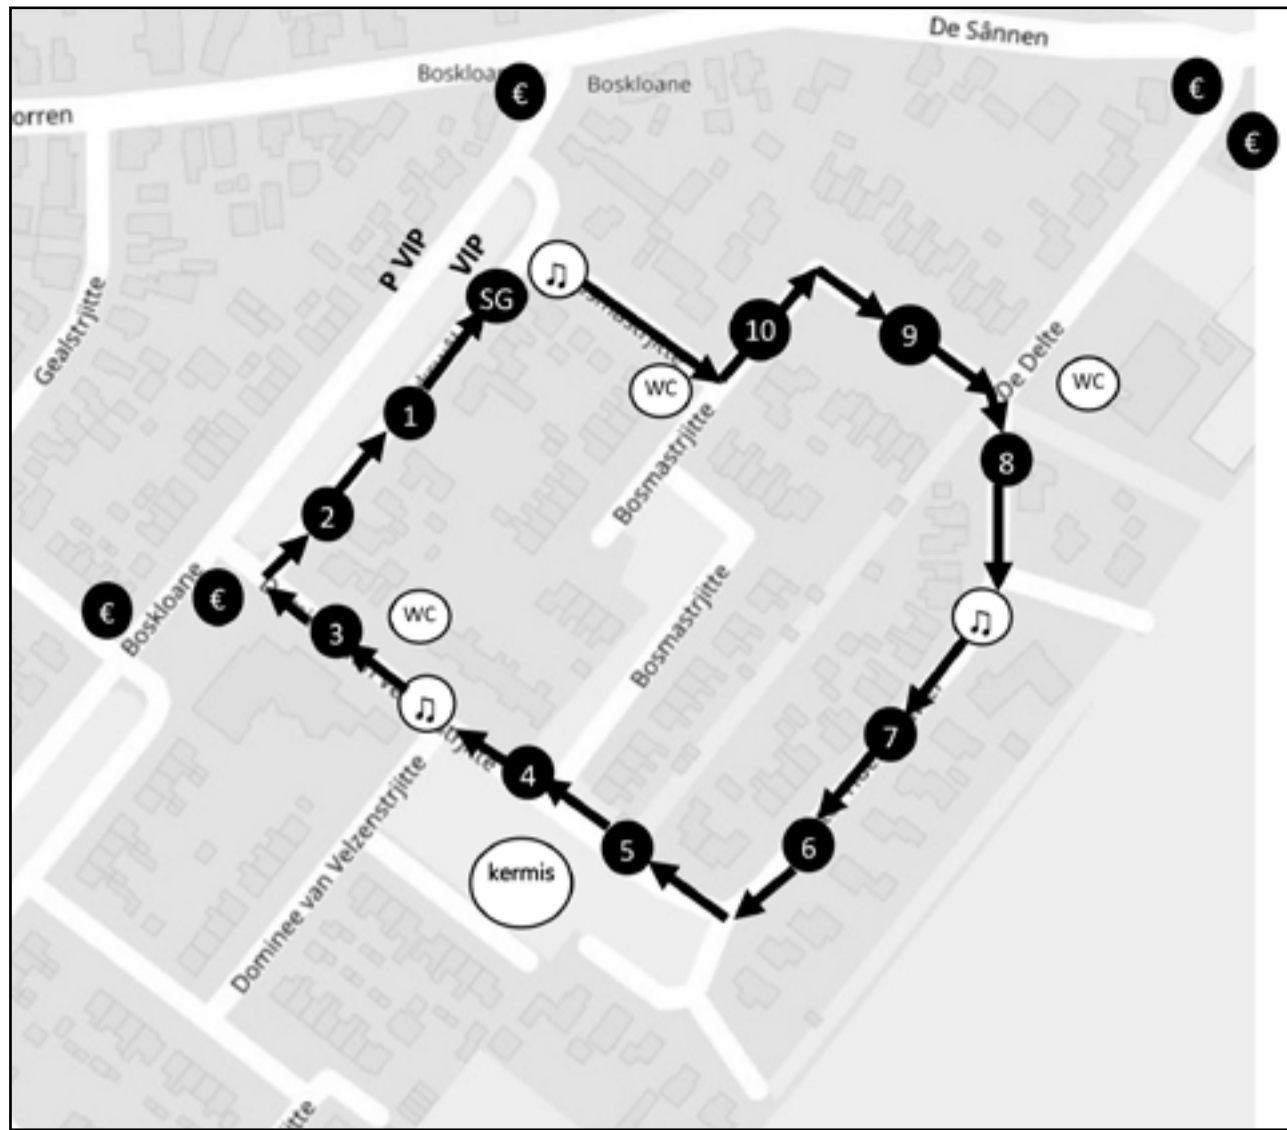 De Sânnen
Boskloane
€
Boskloane
€
€
orren
P VIP
VIP
♫
SG
Gealstrjitte
10
9
WC
De Delte
WC
1
Bosmastrjitte
8
2
€
€
Boskloane
WC
3
Bosmastrjitte
♫
♫
7
4
5
6
kermis
Dominee van Velzenstrjitte
itte